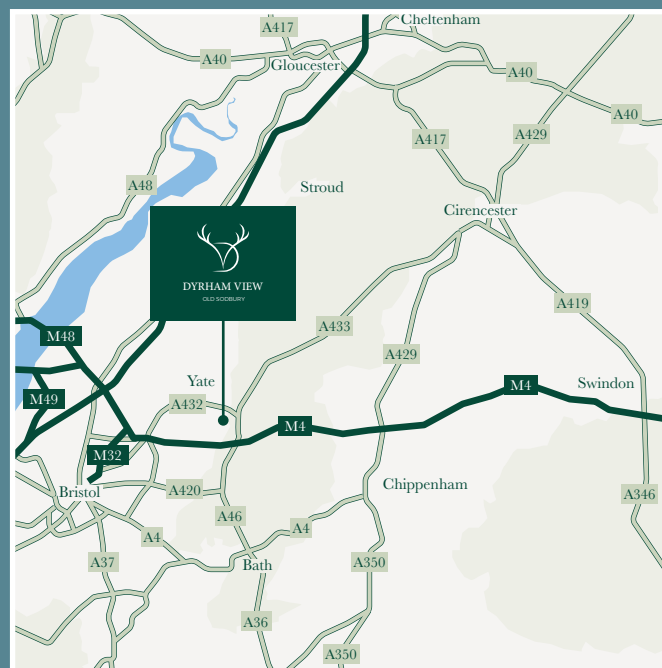 Cheltenham
A417
A40
Gloucester
A40
A40
A417
A429
A48
Stroud
Cirencester
DYRHAM VIEW
OLD SODBURY
A419
A433
M48
A429
Yate
M4
Swindon
M49
A432
M4
M32
Chippenham
Bristol
A420
A346
A46
A4
A4
A37
Bath
A350
A36
A350